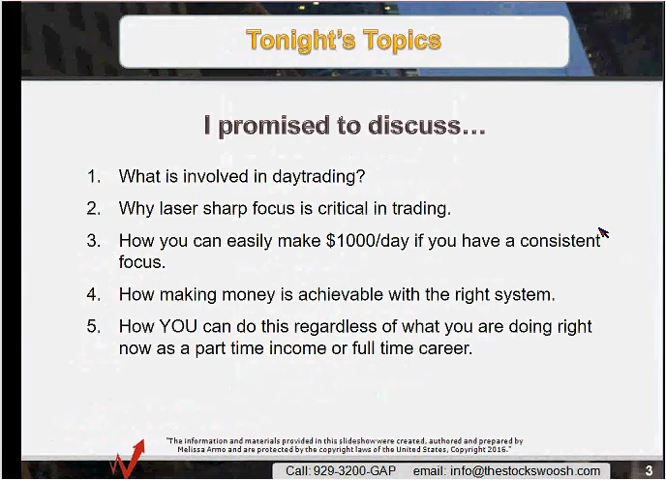 Tonight's Topics
I promised to discuss...
1. What is involved in daytrading?
2. Why laser sharp focus is critical in trading.
3. How you can easily make $1000/day if you have a consistent
focus.
4. How making money is achievable with the right system.
5. How YOU can do this regardless of what you are doing right
now as a part time income or full time career.
"The information and materials provided in this slideshow were created, authored and prepared by
Melissa Armo and are protected by the copyright laws of the United States, Copyright 2016."
Call: 929-3200-GAP email: info@thestockswoosh.com 3